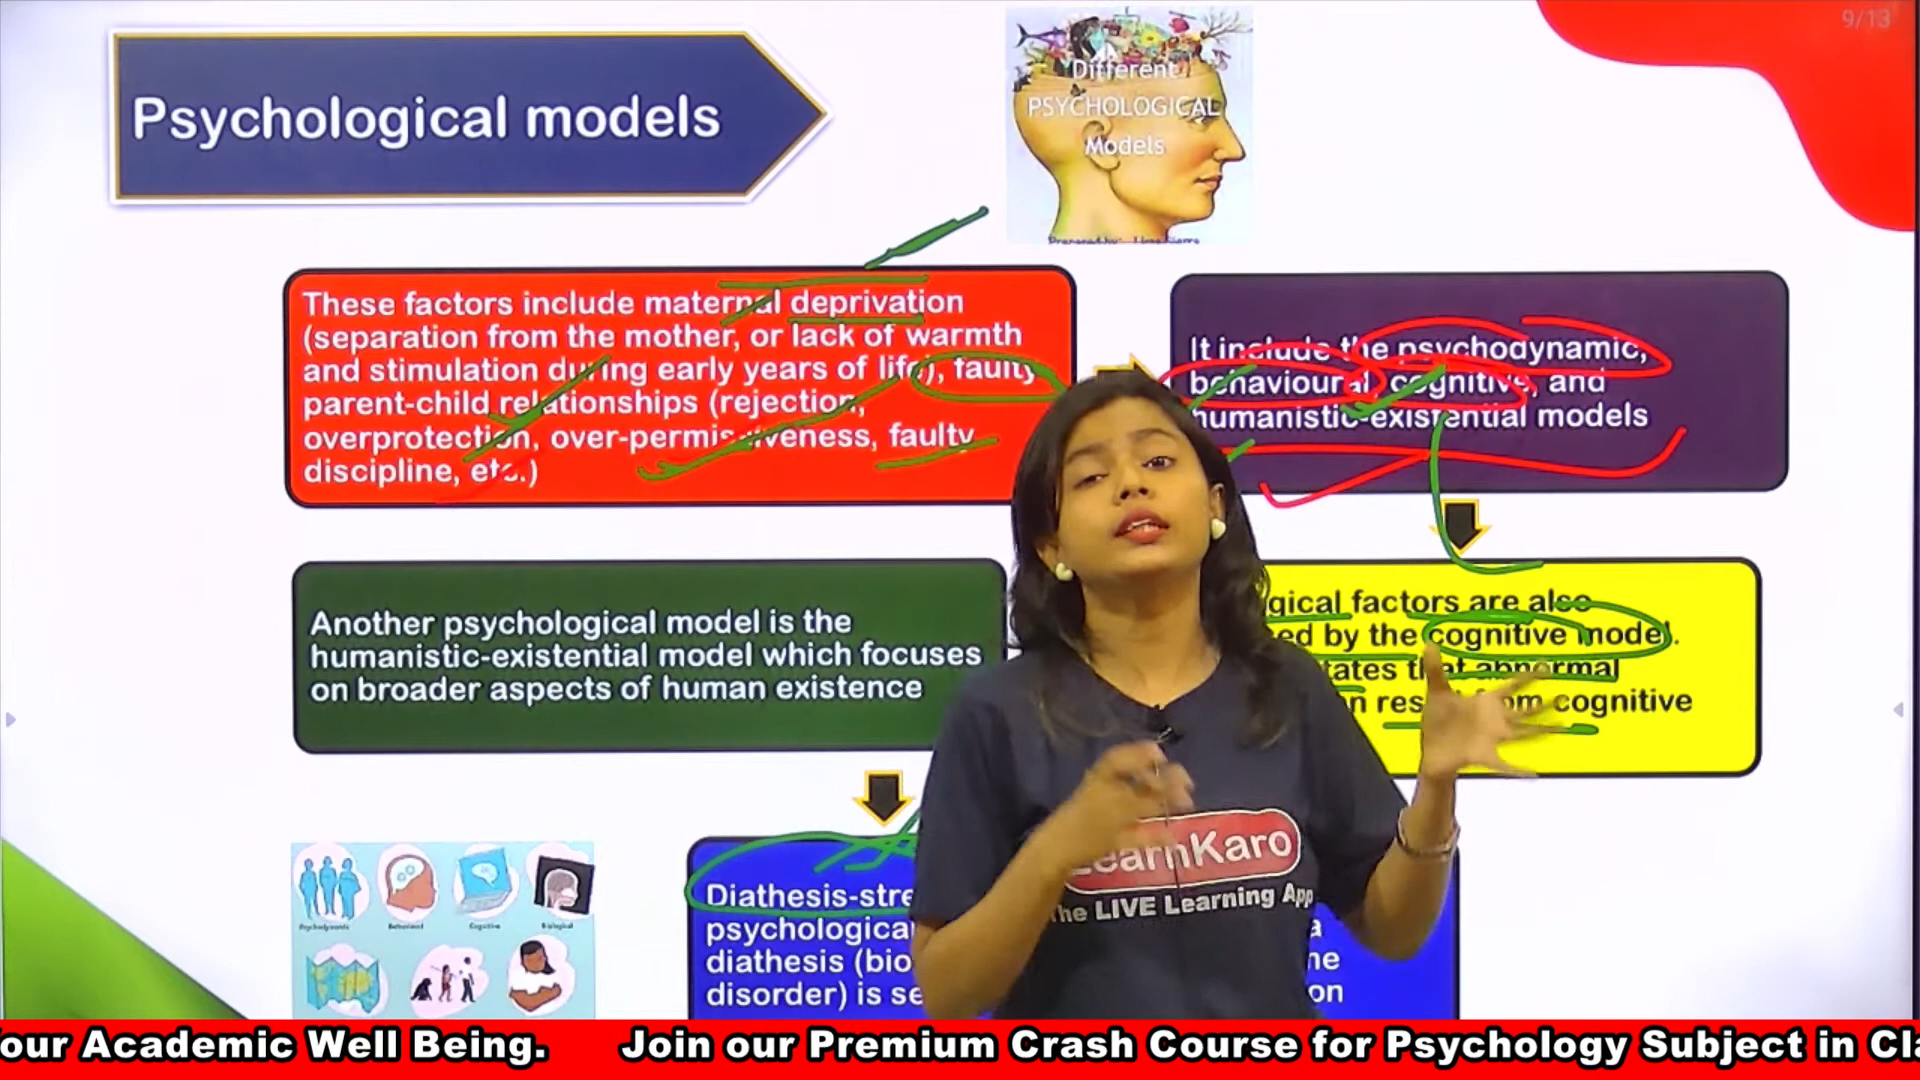 9/13
Psychological models
Different
PSYCHOLOGICAL
Models
These factors include maternal deprivation
(separation from the mother, or lack of warmth
and stimulation during early years of life), faulty
parent-child relationships (rejection,
overprotection, over-permissiveness, faulty
discipline, etc.)
It include the psychodynamic,
behavioural, cognitive, and
humanistic-existential models
Another psychological model is the
humanistic-existential model which focuses
on broader aspects of human existence
gical factors are also
ed by the cognitive model.
tates that abnormal
n res om cognitive
Psychodynamic
Behavioral
Cognitive
Biological
Diathesis-stre
psychologica
diathesis (bio
disorder) is se
a
he
on
LearnKaro
The LIVE Learning App
our Academic Well Being. Join our Premium Crash Course for Psychology Subject in Cla